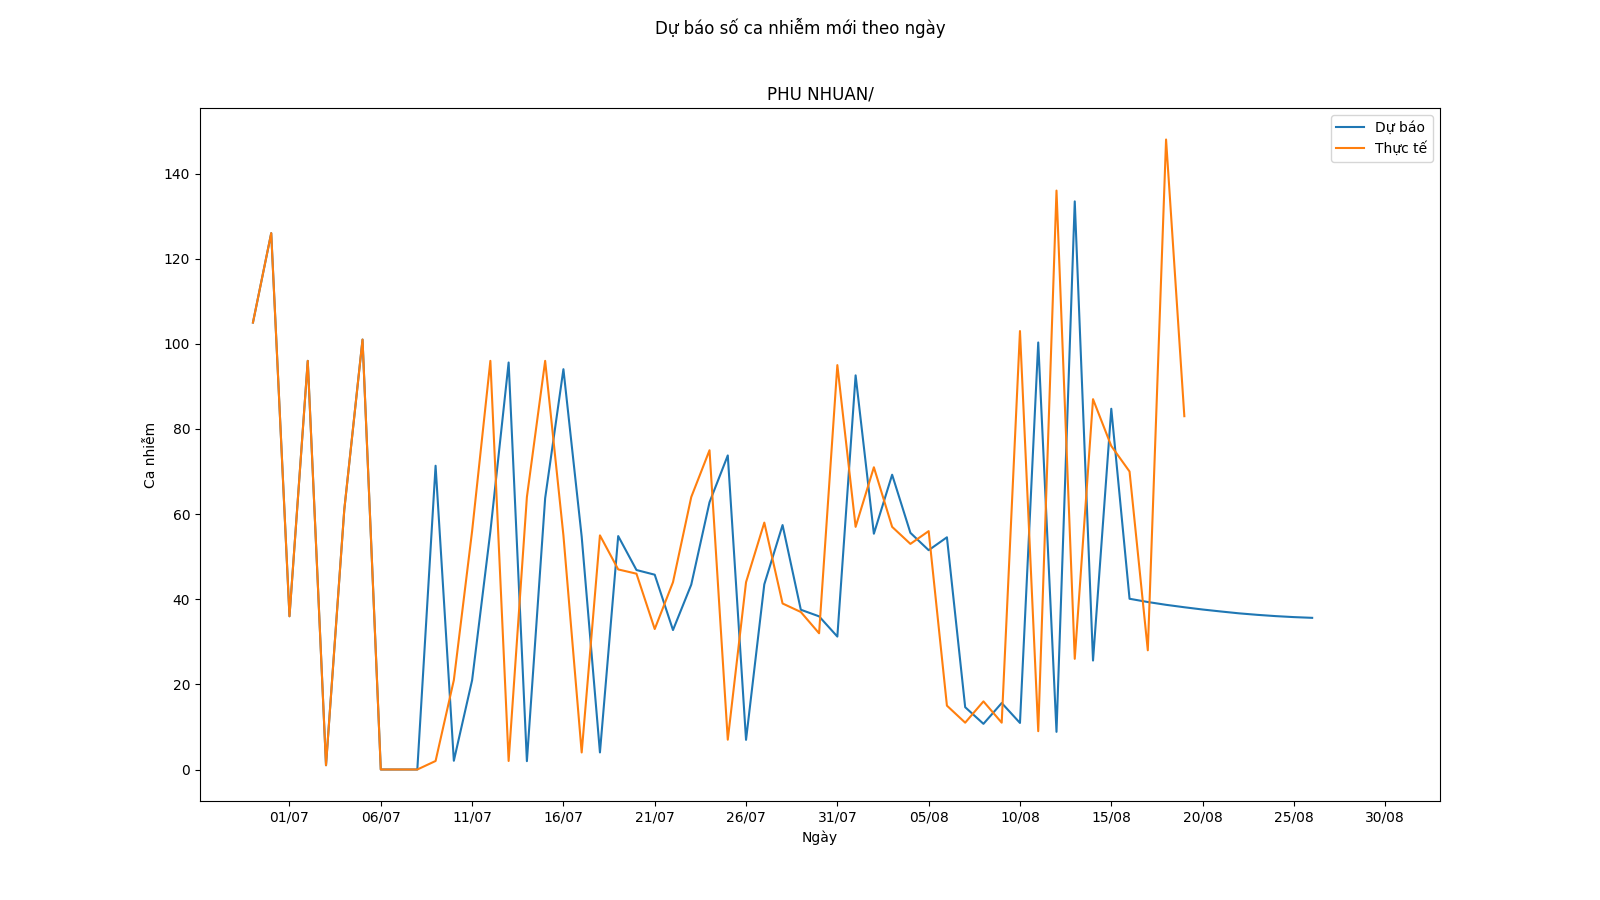 Dự báo số ca nhiễm mới theo ngày
PHU NHUAN/
Dự báo
Thực tế
140
120
100
80
60
40
20
0
Ca nhiễm
01/07 06/07 11/07 16/07 21/07 26/07 31/07 05/08 10/08 15/08 20/08 25/08 30/08
Ngày